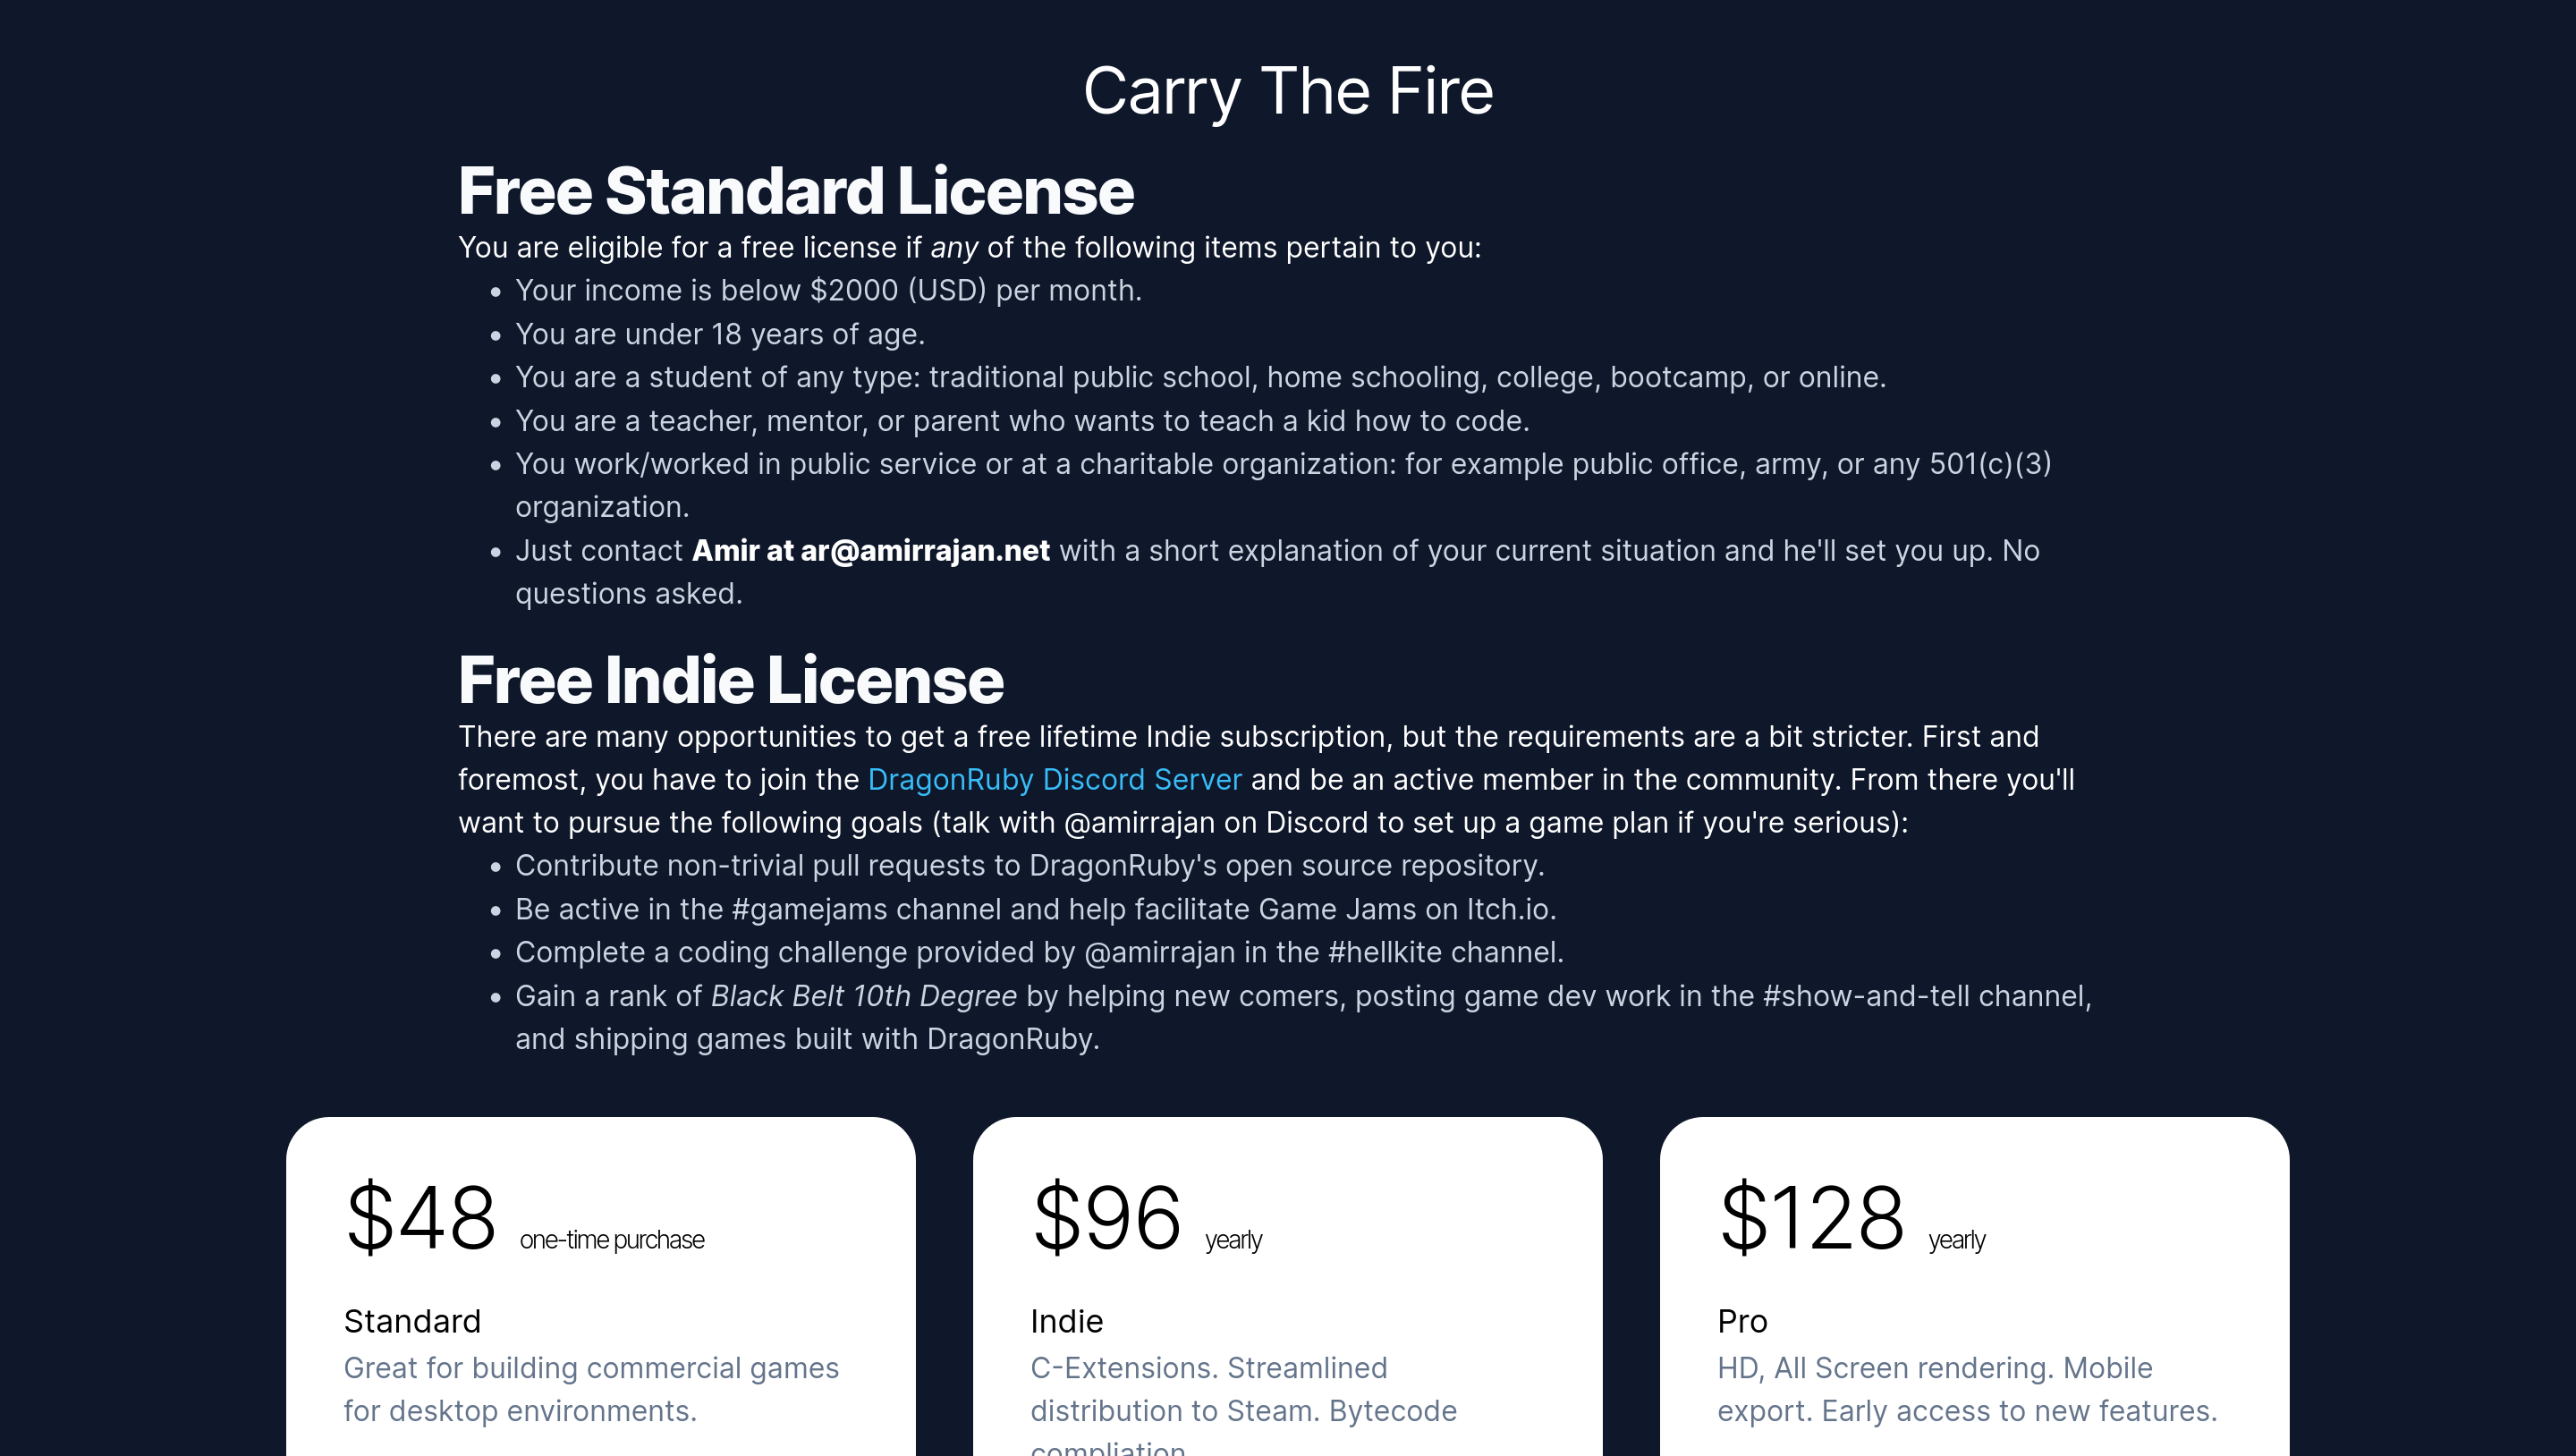 Carry The Fire
Free Standard License
You are eligible for a free license if any of the following items pertain to you:
• Your income is below $2000 (USD) per month.
• You are under 18 years of age.
• You are a student of any type: traditional public school, home schooling, college, bootcamp, or online.
• You are a teacher, mentor, or parent who wants to teach a kid how to code.
• You work/worked in public service or at a charitable organization: for example public office, army, or any 501(c)(3)
organization.
• Just contact Amir at ar@amirrajan.net with a short explanation of your current situation and he'll set you up. No
questions asked.
Free Indie License
There are many opportunities to get a free lifetime Indie subscription, but the requirements are a bit stricter. First and
foremost, you have to join the DragonRuby Discord Server and be an active member in the community. From there you'll
want to pursue the following goals (talk with @amirrajan on Discord to set up a game plan if you're serious):
• Contribute non-trivial pull requests to DragonRuby's open source repository.
• Be active in the #gamejams channel and help facilitate Game Jams on Itch.io.
• Complete a coding challenge provided by @amirrajan in the #hellkite channel.
• Gain a rank of Black Belt 10th Degree by helping new comers, posting game dev work in the #show-and-tell channel,
and shipping games built with DragonRuby.
$48 one-time purchase
Standard
Great for building commercial games
for desktop environments.
$96 yearly
Indie
C-Extensions. Streamlined
distribution to Steam. Bytecode
compliation
$128 yearly
Pro
HD, All Screen rendering. Mobile
export. Early access to new features.